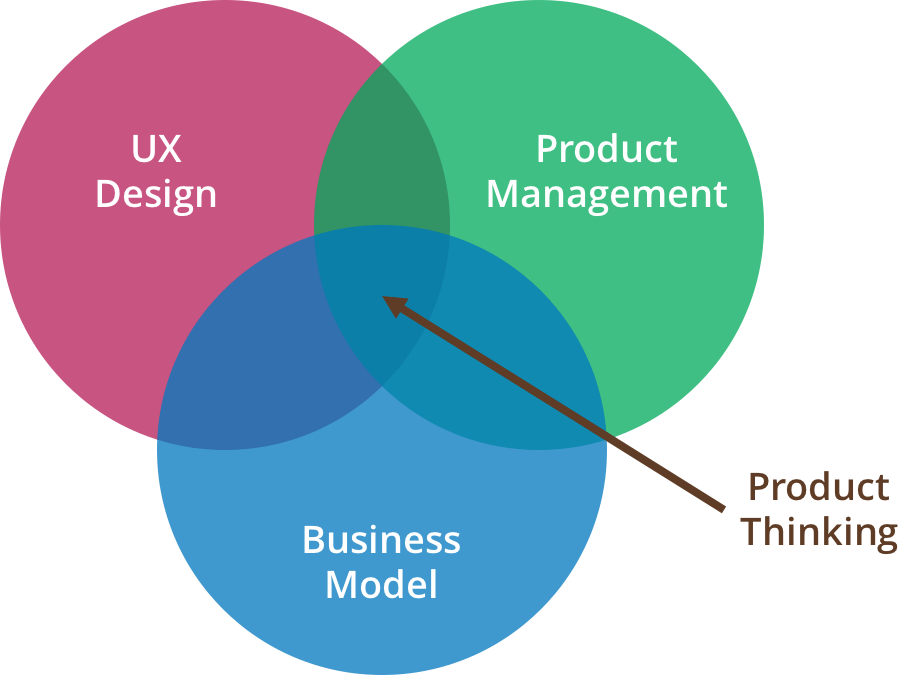 UX
Design
Product
Management
Business
Model
Product
Thinking